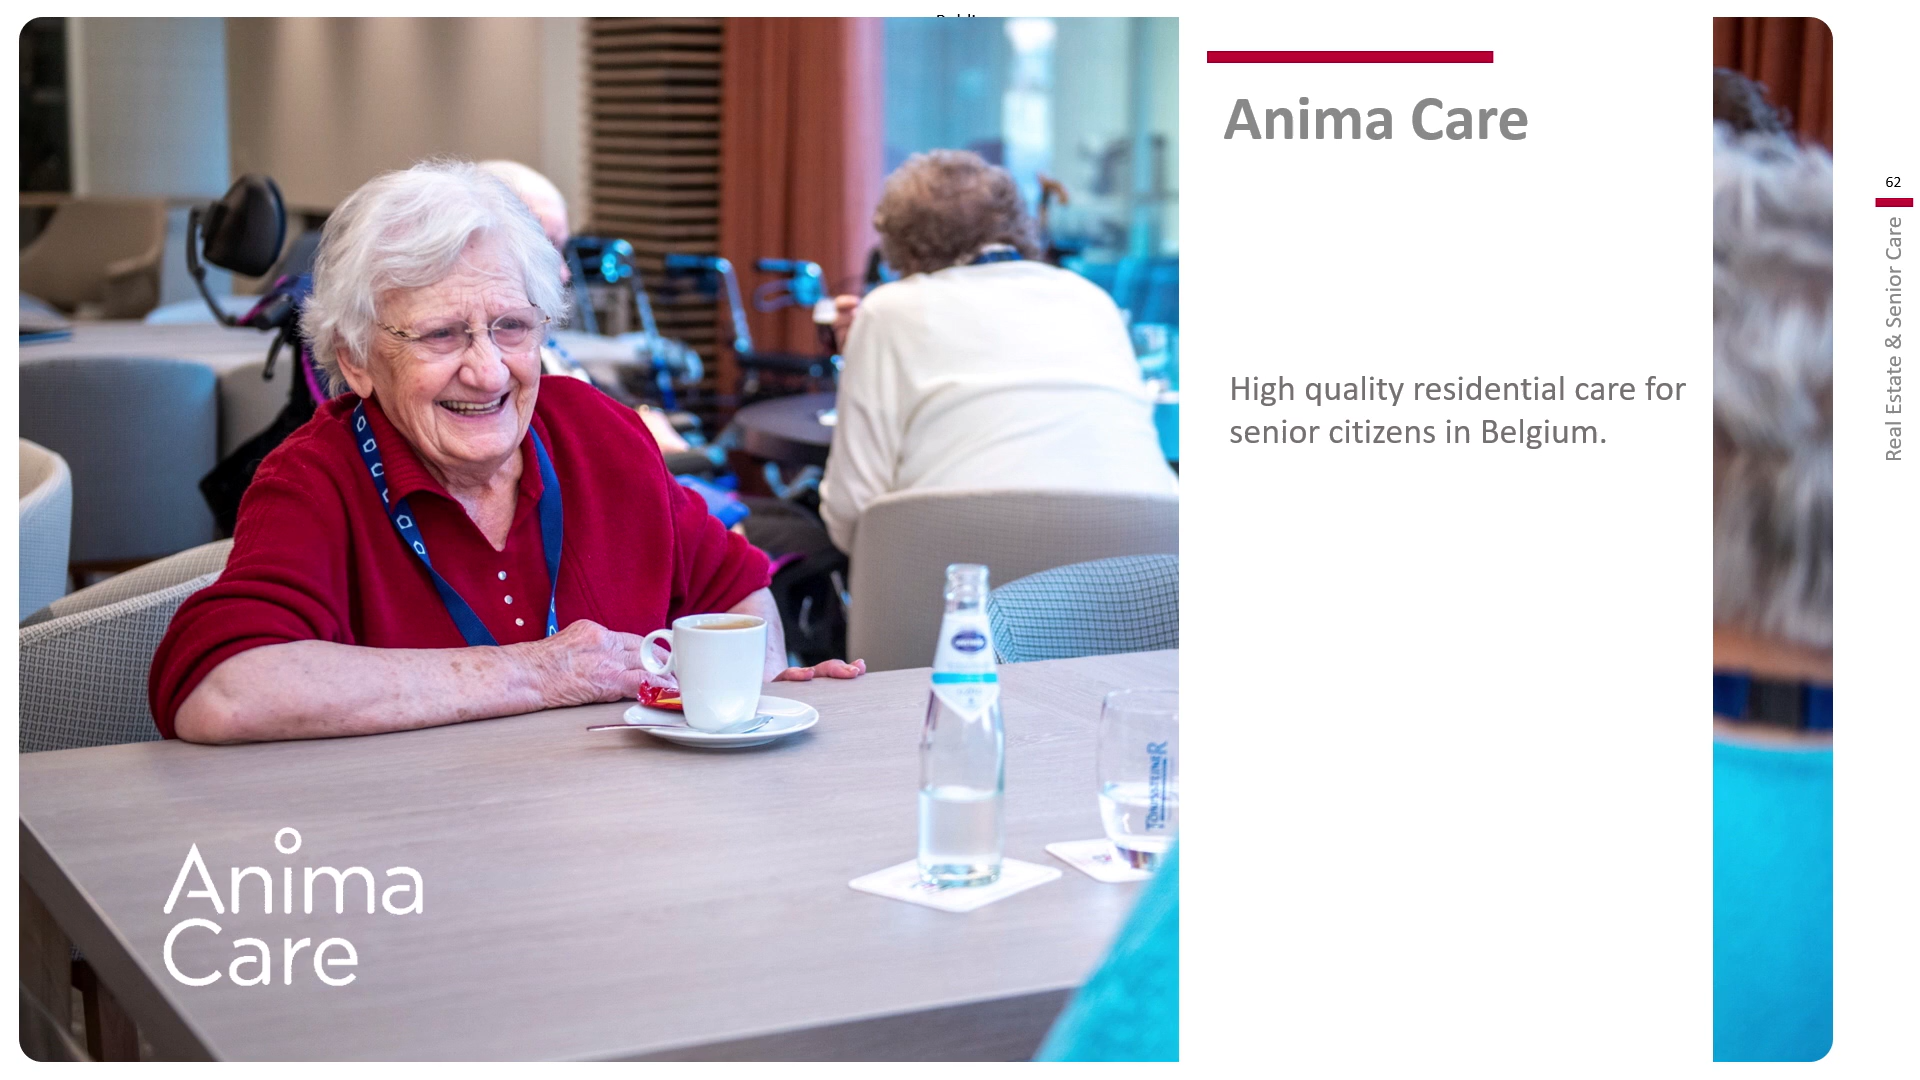 Anima Care
High quality residential care for
senior citizens in Belgium.
62
Real Estate & Senior Care
Anima
Care